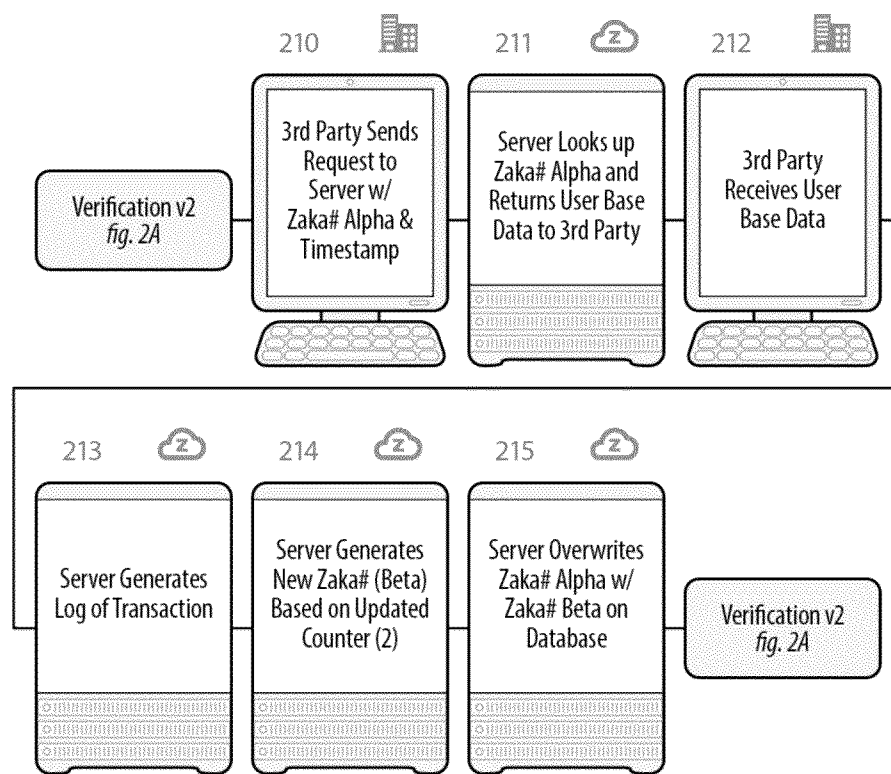 210
211
212
Verification v2
fig. 2A
3rd Party Sends
Request to
Server w/
Zaka# Alpha &
Timestamp
Server Looks up
Zaka# Alpha and
Returns User Base
Data to 3rd Party
3rd Party
Receives User
Base Data
213
214
215
Server Generates
Log of Transaction
Server Generates
New Zaka# (Beta)
Based on Updated
Counter (2)
Server Overwrites
Zaka# Alpha w/
Zaka# Beta on
Database
Verification v2
fig. 2A
Z
Z
Z
Z